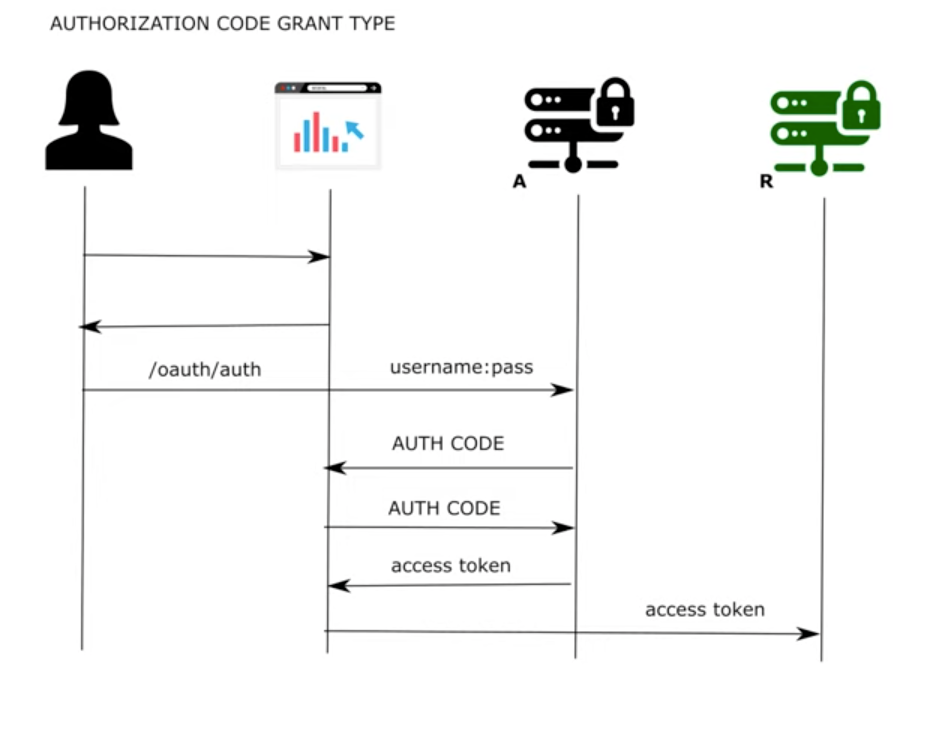 AUTHORIZATION CODE GRANT TYPE
A
R
/oauth/auth
username:pass
AUTH CODE
AUTH CODE
access token
access token